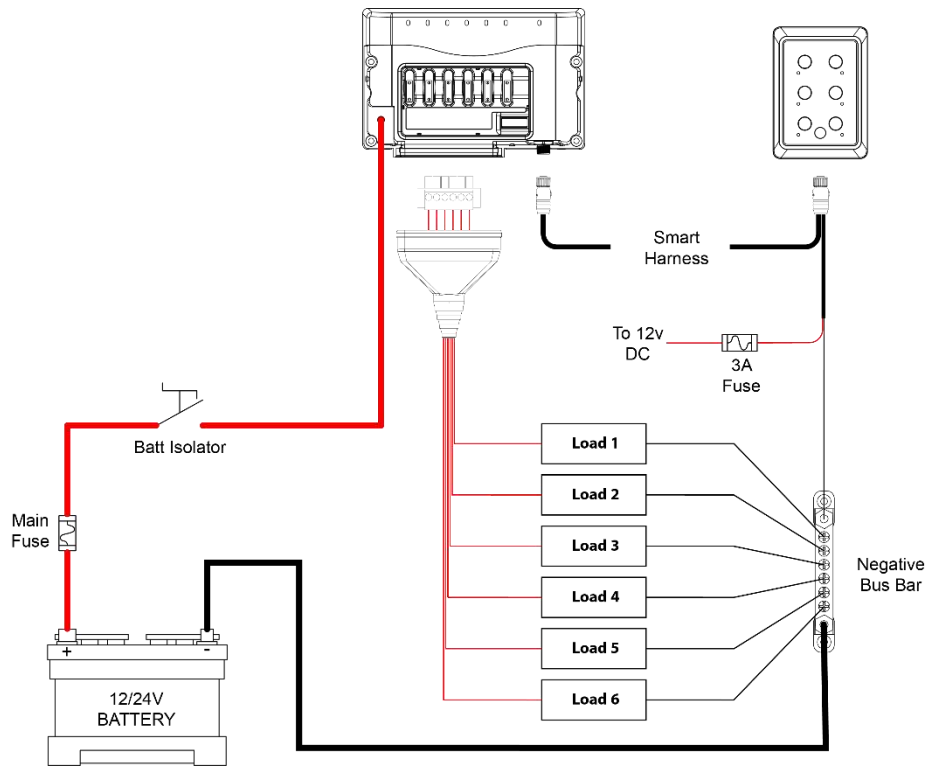 Smart
Harness
To 12v
DC
3A
Fuse
Batt Isolator
Load 1
Load 2
Main
Fuse
Load 3
Negative
Bus Bar
Load 4
Load 5
+
-
Load 6
12/24V
BATTERY